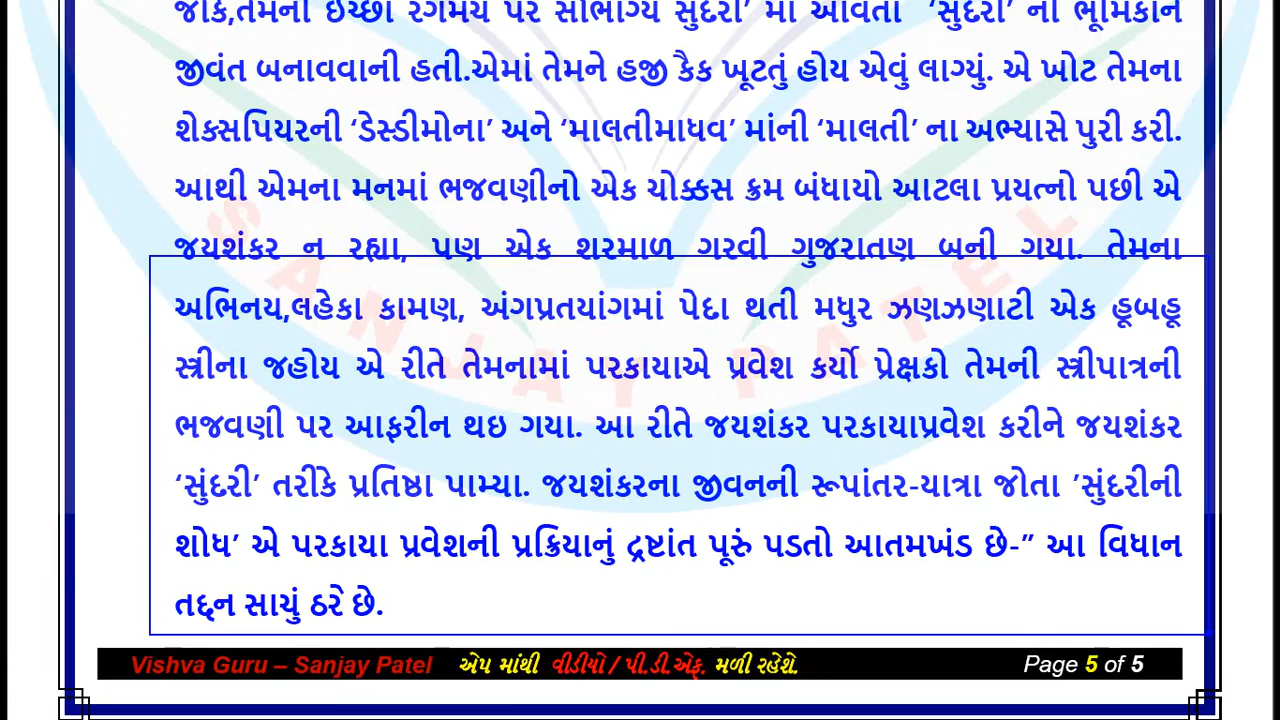 જોકે,તેમની ઈચ્છા રંગમંચ પર સૌભાગ્ય સુંદરી’ માં આવતી ‘સુંદરી’ ની ભૂમિકાને
જીવંત બનાવવાની હતી.એમાં તેમને હજી કૈક ખૂટતું હોય એવું લાગ્યું. એ ખોટ તેમના
શેક્સપિયરની ‘ડેસ્ડીમોના’ અને ‘માલતીમાધવ’ માંની ‘માલતી’ ના અભ્યાસે પુરી કરી.
આથી એમના મનમાં ભજવણીનો એક ચોક્કસ ક્રમ બંધાયો આટલા પ્રયત્નો પછી એ
જયશંકર ન રહ્યા, પણ એક શરમાળ ગરવી ગુજરાતણ બની ગયા. તેમના
અભિનય,લહેકા કામણ, અંગપ્રતયાંગમાં પેદા થતી મધુર ઝણઝણાટી એક હૂબહૂ
સ્ત્રીના જહોય એ રીતે તેમનામાં પરકાયાએ પ્રવેશ કર્યો પ્રેક્ષકો તેમની સ્ત્રીપાત્રની
ભજવણી પર આફરીન થઇ ગયા. આ રીતે જયશંકર પરકાયાપ્રવેશ કરીને જયશંકર
‘સુંદરી’ તરીકે પ્રતિષ્ઠા પામ્યા. જયશંકરના જીવનની રૂપાંતર-યાત્રા જોતા ’સુંદરીની
શોધ’ એ પરકાયા પ્રવેશની પ્રક્રિયાનું દ્રષ્ટાંત પૂરું પડતો આતમખંડ છે-” આ વિધાન
તદ્દન સાચું ઠરે છે.
SANJAY PATEL
Vishva Guru – Sanjay Patel એપ માંથી વીડીયો / પી.ડી.એફ. મળી રહેશે. Page 5 of 5